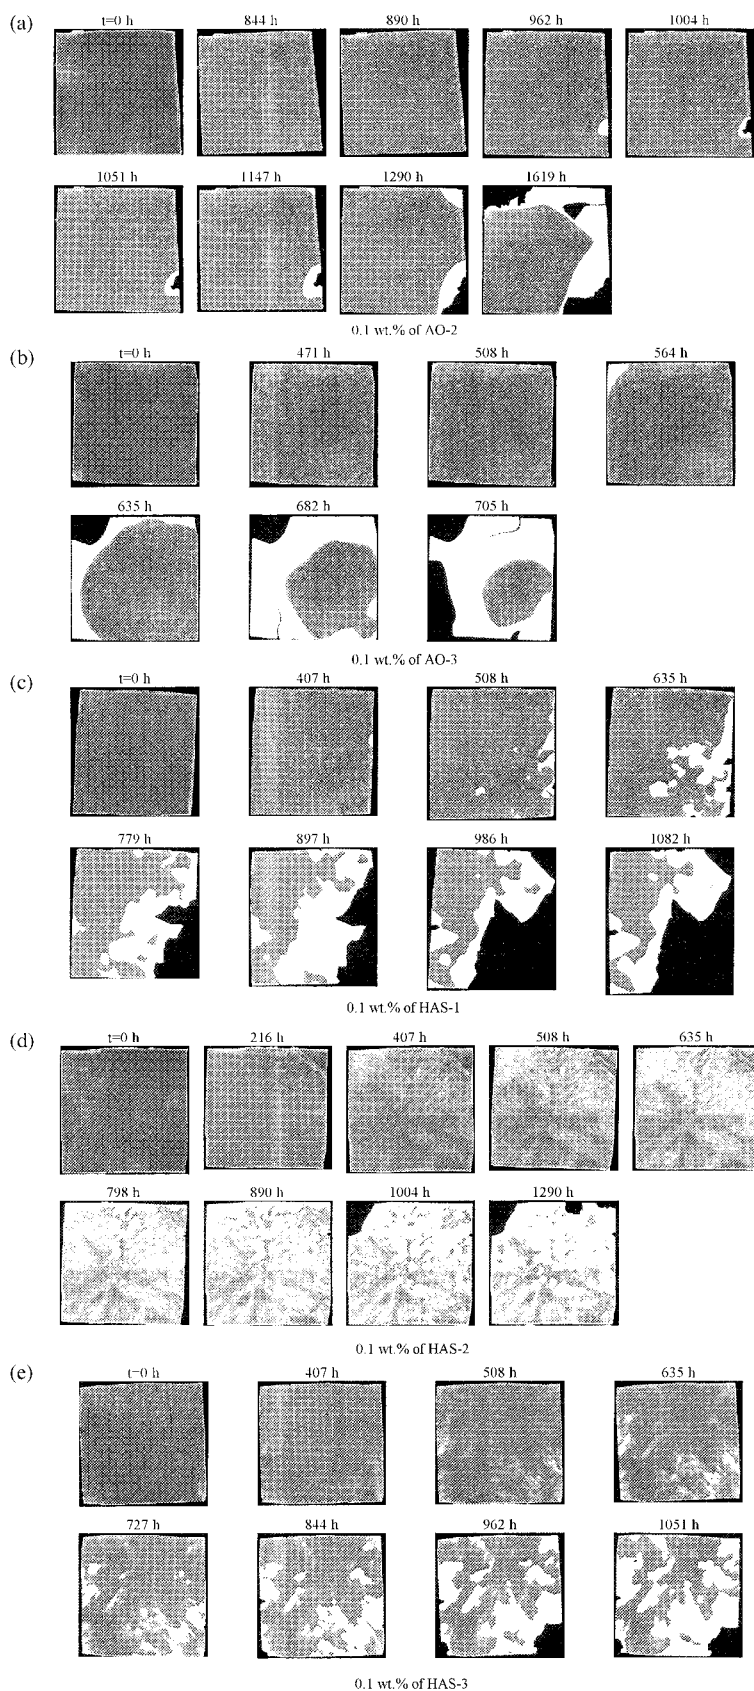 (a)
t=0 h 844 h 890 h 962 h 1004 h
1051 h 1147 h 1290 h 1619 h
0.1 wt.% of AO-2
(b)
t=0 h 471 h 508 h 564 h
635 h 682 h 705 h
0.1 wt.% of AO-3
(c)
t=0 h 407 h 508 h 635 h
779 h 897 h 986 h 1082 h
0.1 wt.% of HAS-1
(d)
t=0 h 216 h 407 h 508 h 635 h
798 h 890 h 1004 h 1290 h
0.1 wt.% of HAS-2
(e)
t=0 h 407 h 508 h 635 h
727 h 844 h 962 h 1051 h
0.1 wt.% of HAS-3